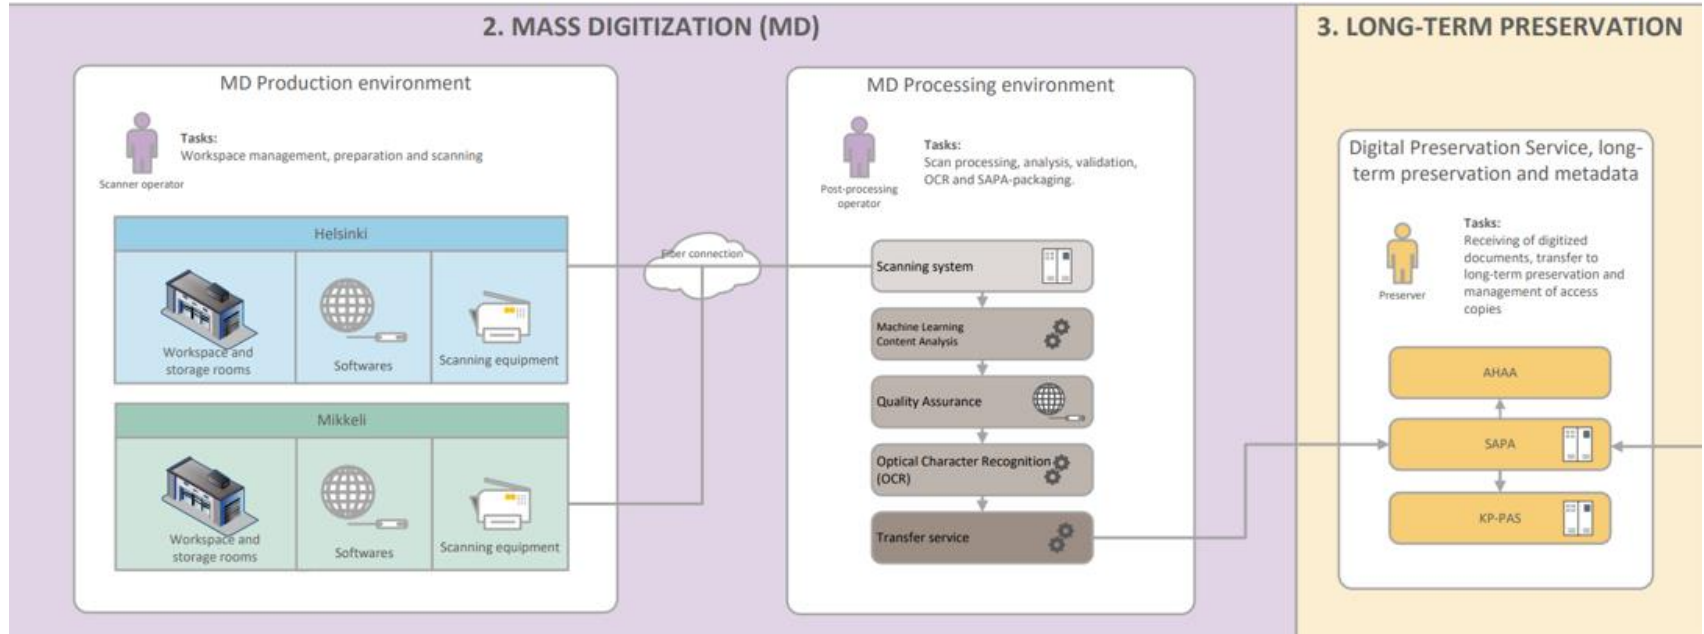 2. MASS DIGITIZATION (MD)
MD Production environment
Tasks:
Workspace management, preparation and scanning
Scanner operator
Helsinki
Workspace and
storage rooms
Softwares
Scanning equipment
Mikkeli
Workspace and
storage rooms
Softwares
Scanning equipment
Fiber connection
MD Processing environment
Tasks:
Scan processing, analysis, validation,
OCR and SAPA-packaging.
Post-processing
operator
Scanning system
Machine Learning
Content Analysis
Quality Assurance
Optical Character Recognition
(OCR)
Transfer service
3. LONG-TERM PRESERVATION
Digital Preservation Service, long-
term preservation and metadata
Tasks:
Receiving of digitized
documents, transfer to
long-term preservation and
management of access
copies
Preserver
AHAA
SAPA
KP-PAS